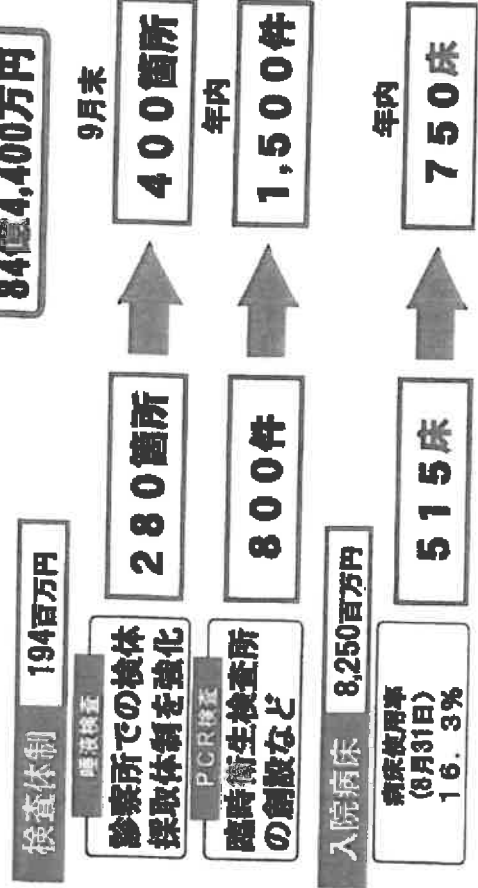 84億4,400万円
検査体制 194百万円
唾液検査
診察所での検体
採取体制を強化
280箇所
9月末
400箇所
PCR検査
臨時衛生検査所
の創設など
800件
年内
1,500件
入院病床 8,250百万円
病床使用率
(8月31日)
16.3%
515床
年内
750床